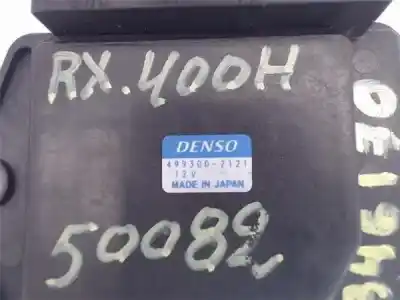 RX.400H
DENSO
499300-2121
12V
MADE IN JAPAN
50082